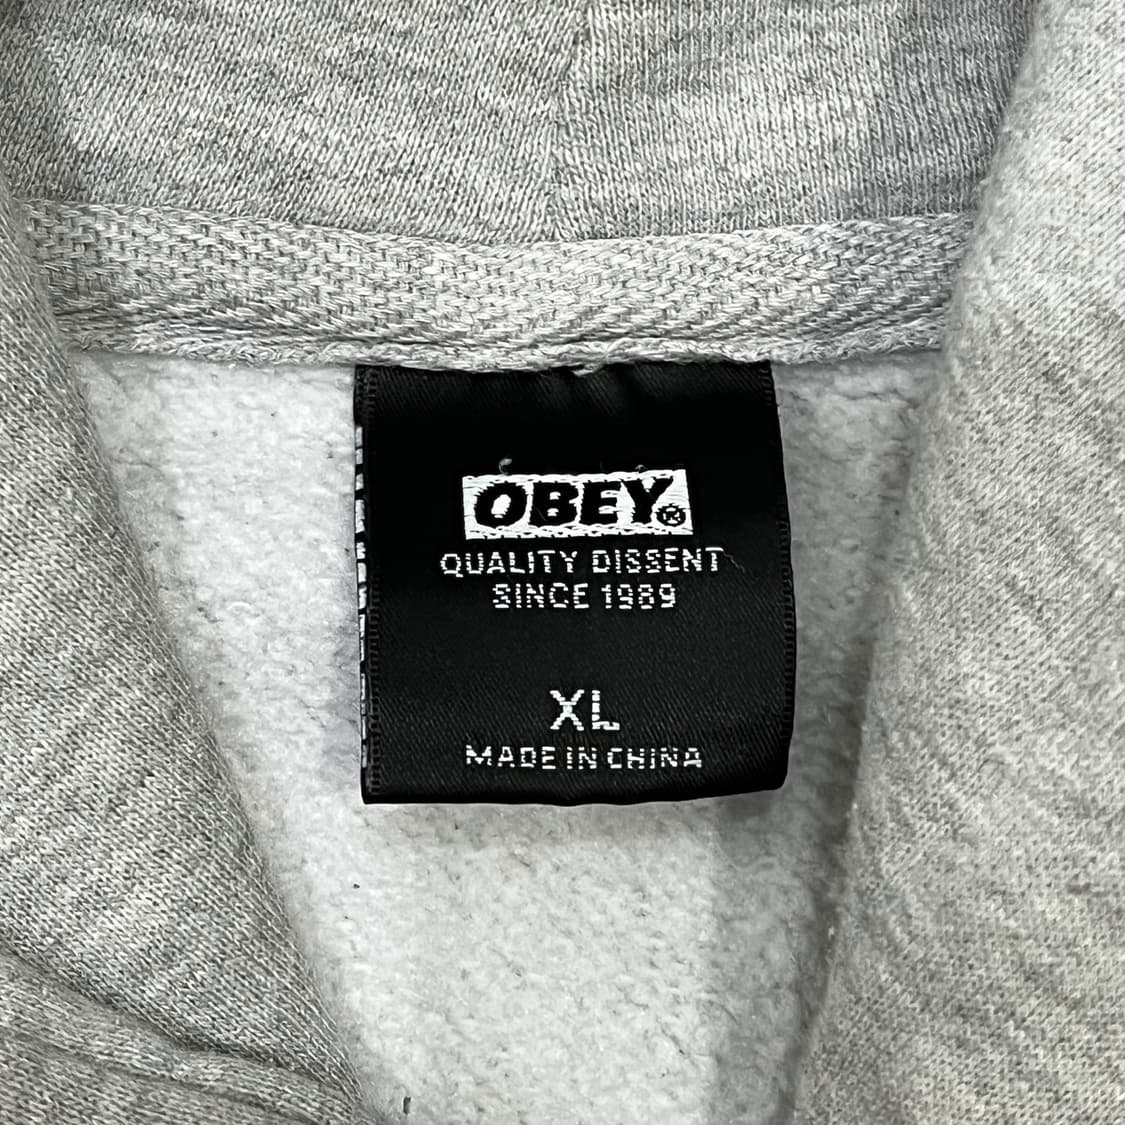 OBEY®
QUALITY DISSENT
SINCE 1989
XL
MADE IN CHINA